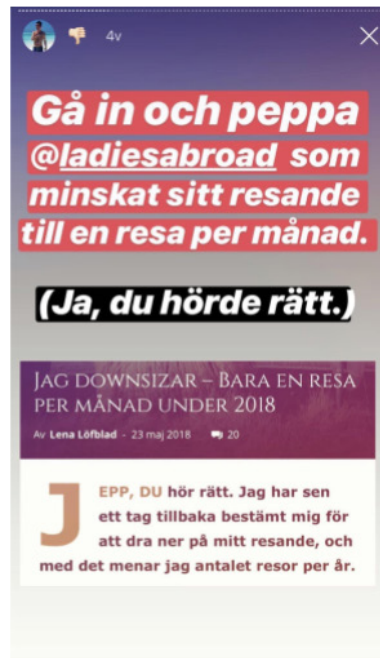 4v
Gå in och peppa
@ladiesabroad som
minskat sitt resande
till en resa per månad.
(Ja, du hörde rätt.)
Jag downsizar – Bara en resa
per månad under 2018
Av Lena Löfblad - 23 maj 2018 20
JEPP, DU hör rätt. Jag har sen
ett tag tillbaka bestämt mig för
att dra ner på mitt resande, och
med det menar jag antalet resor per år.